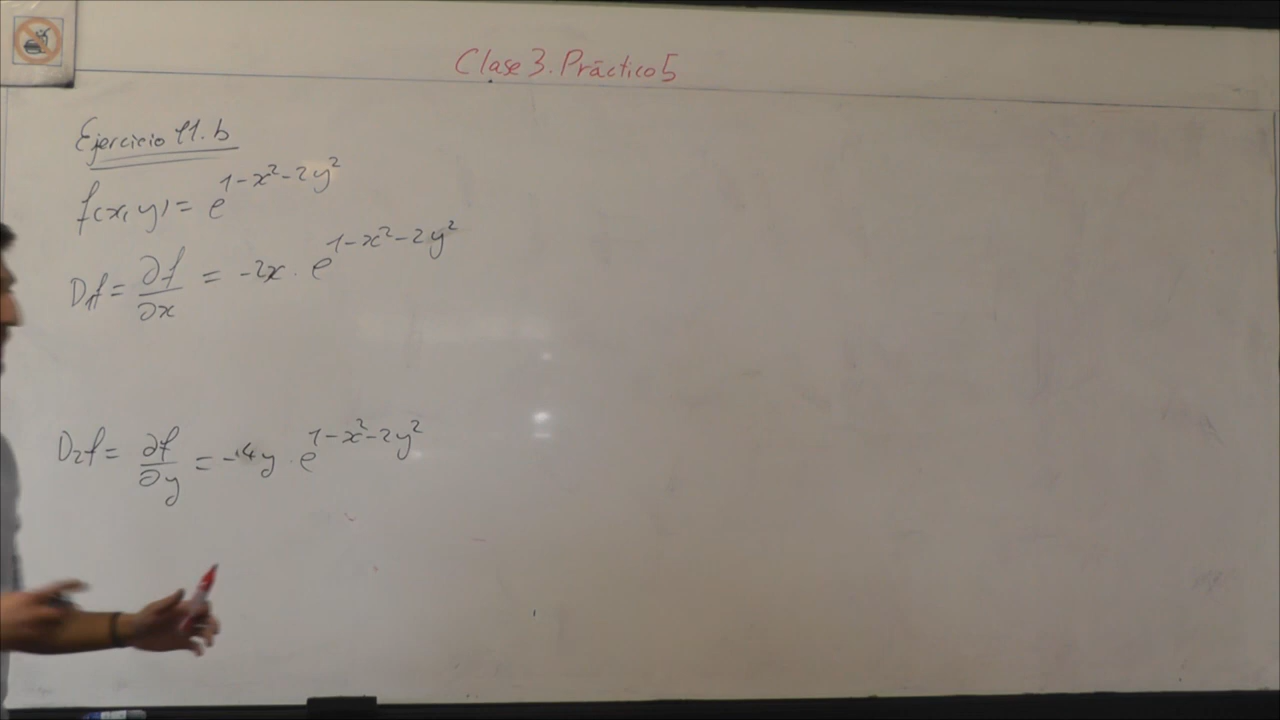 Clase 3. Práctico 5
Ejercicio 11.b
f(x,y) = e^{1-x²-2y²}
D₁f = ∂f/∂x = -2x · e^{1-x²-2y²}
D₂f = ∂f/∂y = -4y · e^{1-x²-2y²}